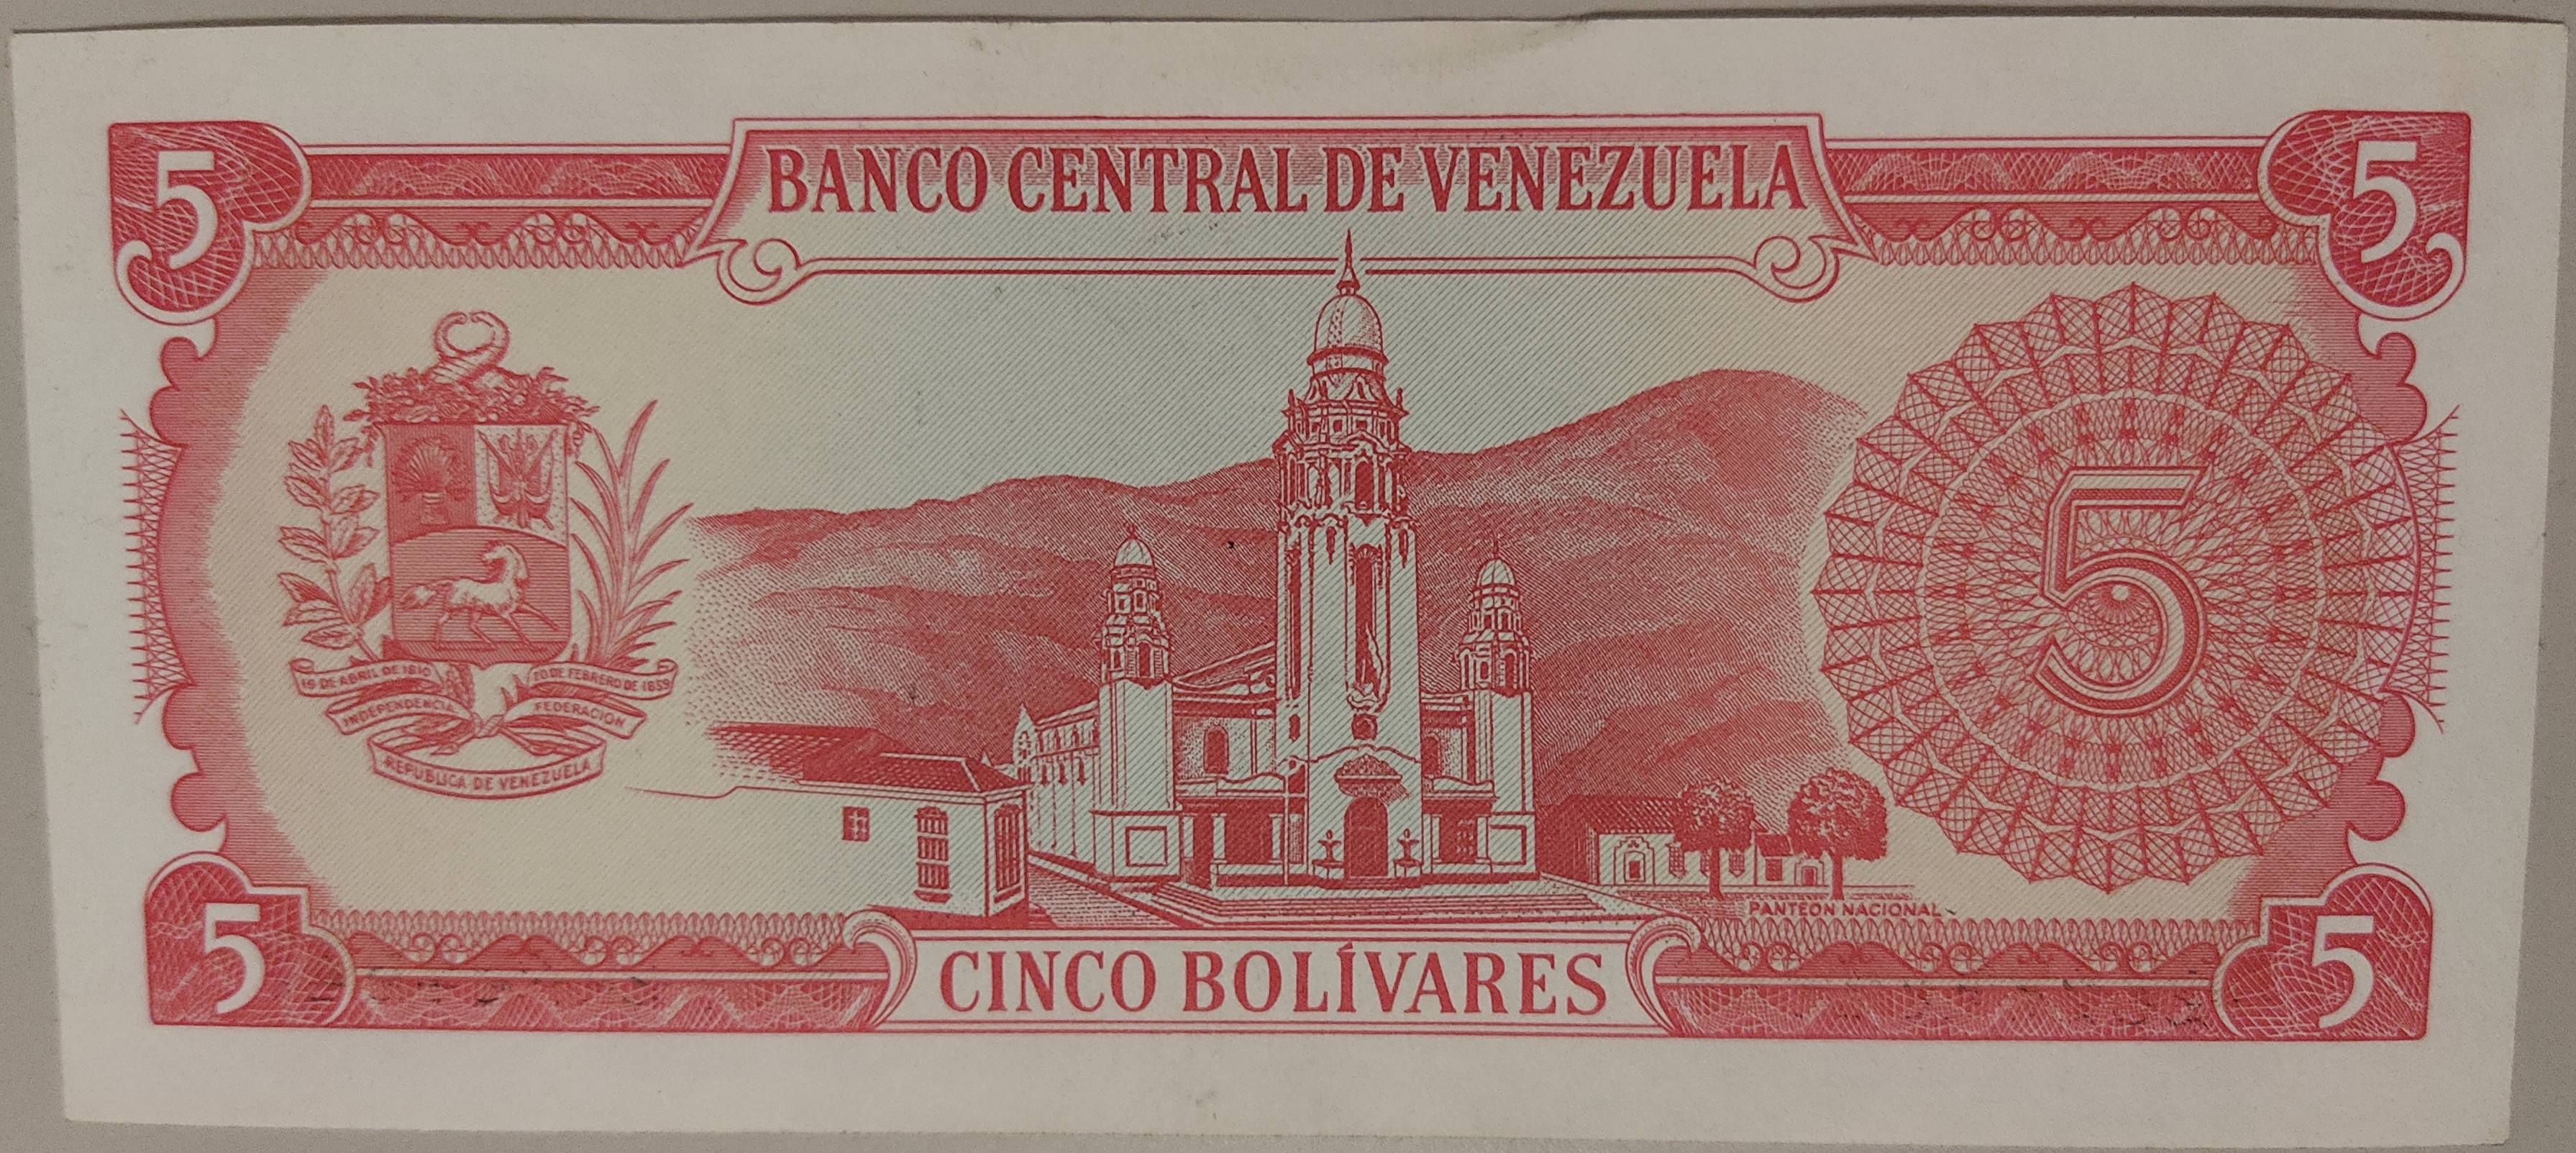 5 BANCO CENTRAL DE VENEZUELA 5
19 DE ABRIL DE 1810 20 DE FEBRERO DE 1859
INDEPENDENCIA FEDERACION
REPUBLICA DE VENEZUELA
5
PANTEON NACIONAL
5 CINCO BOLÍVARES 5